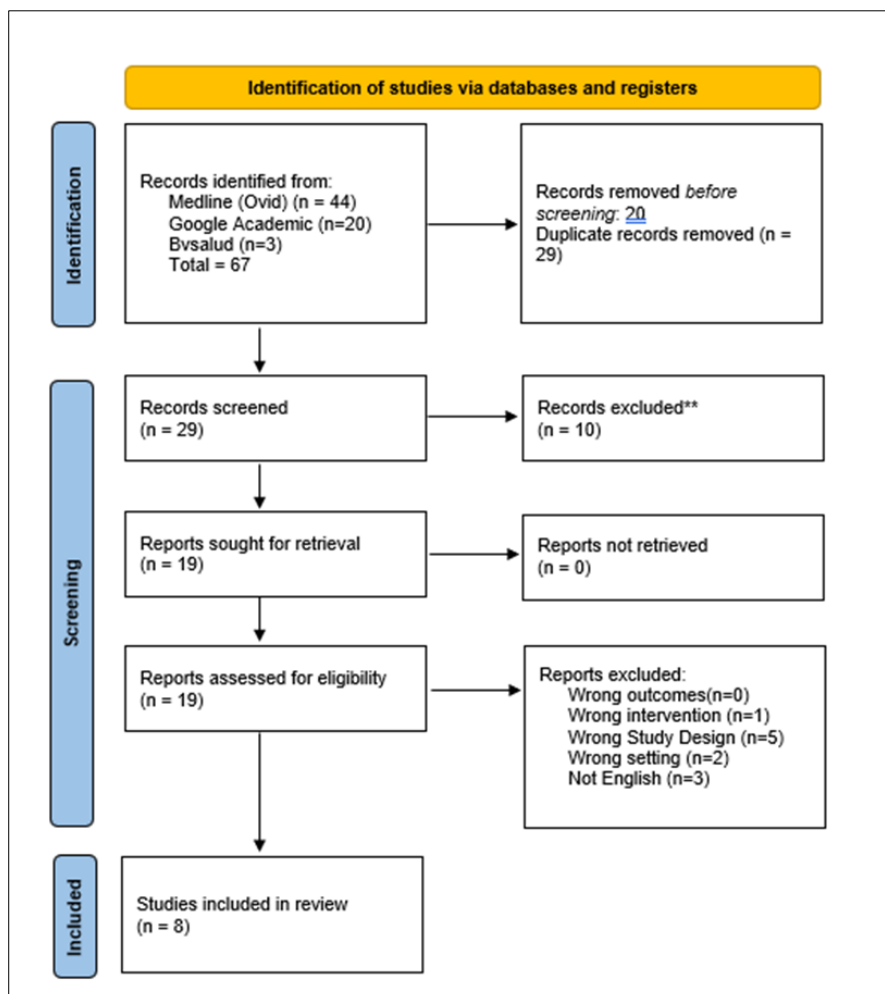 Identification of studies via databases and registers
Identification
Records identified from:
Medline (Ovid) (n = 44)
Google Academic (n=20)
Bvsalud (n=3)
Total = 67
Records removed before
screening: 20
Duplicate records removed (n =
29)
Screening
Records screened
(n = 29)
Records excluded**
(n = 10)
Reports sought for retrieval
(n = 19)
Reports not retrieved
(n = 0)
Reports assessed for eligibility
(n = 19)
Reports excluded:
Wrong outcomes(n=0)
Wrong intervention (n=1)
Wrong Study Design (n=5)
Wrong setting (n=2)
Not English (n=3)
Included
Studies included in review
(n = 8)